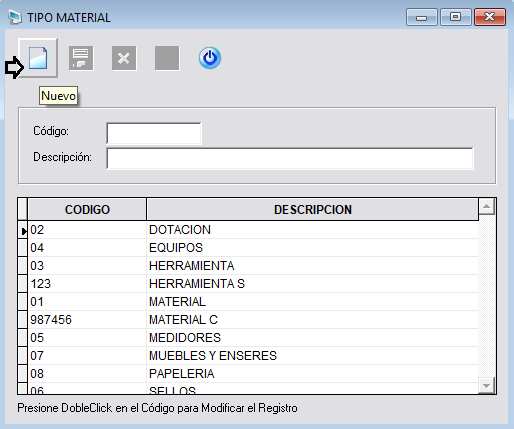 TIPO MATERIAL
Nuevo
Código:
Descripción:
CODIGO DESCRIPCION
02 DOTACION
04 EQUIPOS
03 HERRAMIENTA
123 HERRAMIENTA S
01 MATERIAL
987456 MATERIAL C
05 MEDIDORES
07 MUEBLES Y ENSERES
08 PAPELERIA
06 SELLOS
Presione DobleClick en el Código para Modificar el Registro